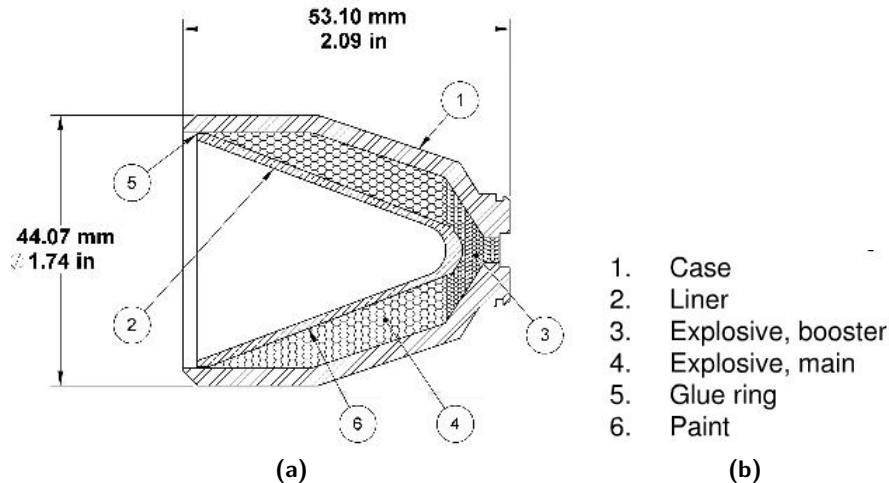 53.10 mm
2.09 in
1
5
44.07 mm
⌀ 1.74 in
2
3
6
4
1. Case
2. Liner
3. Explosive, booster
4. Explosive, main
5. Glue ring
6. Paint
(a)
(b)